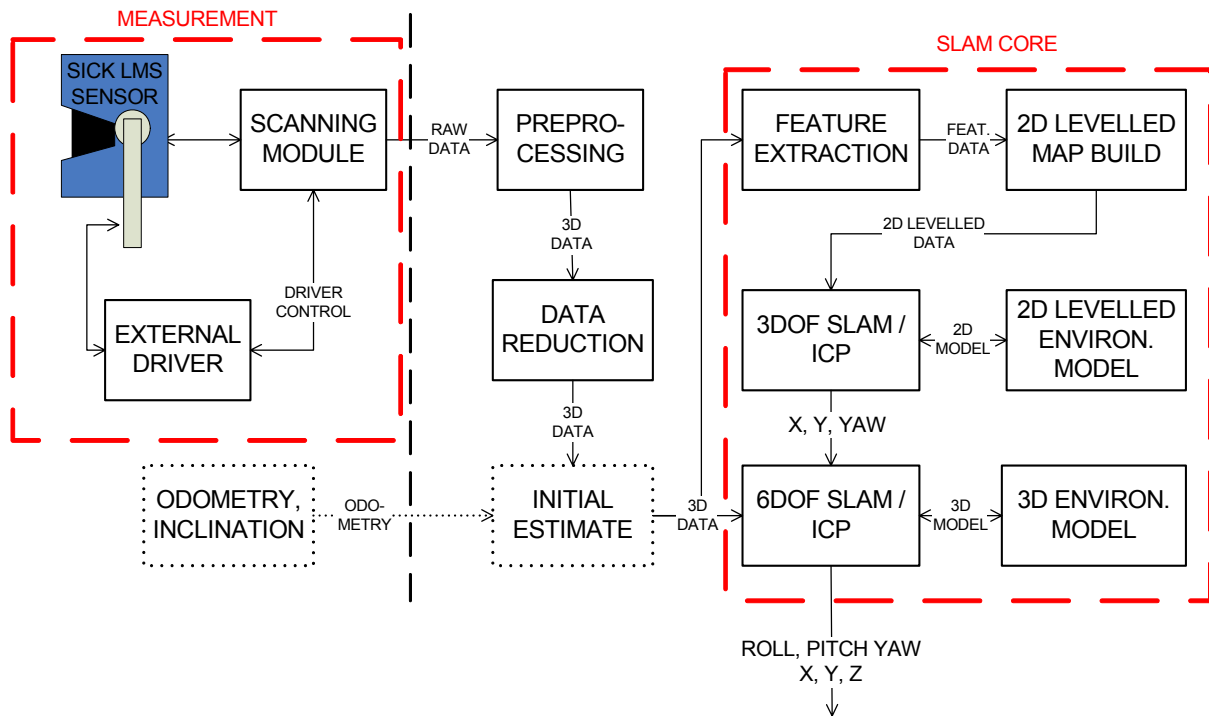 MEASUREMENT
SICK LMS
SENSOR
SCANNING
MODULE
DRIVER
CONTROL
EXTERNAL
DRIVER
RAW
DATA
PREPRO-
CESSING
3D
DATA
DATA
REDUCTION
3D
DATA
ODOMETRY,
INCLINATION
ODO-
METRY
INITIAL
ESTIMATE
3D
DATA
SLAM CORE
FEATURE
EXTRACTION
FEAT.
DATA
2D LEVELLED
MAP BUILD
2D LEVELLED
DATA
3DOF SLAM /
ICP
2D
MODEL
2D LEVELLED
ENVIRON.
MODEL
X, Y, YAW
6DOF SLAM /
ICP
3D
MODEL
3D ENVIRON.
MODEL
ROLL, PITCH YAW
X, Y, Z